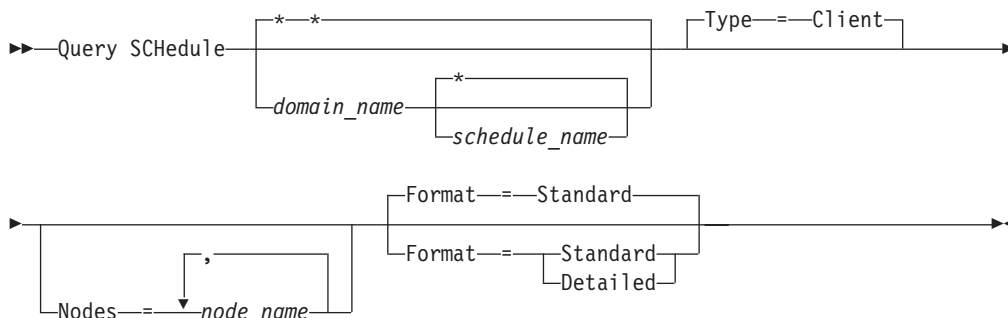 * *
Type = Client
Query SCHedule
*
domain_name
schedule_name
Format = Standard
Format = Standard
,
Detailed
Nodes = node_name